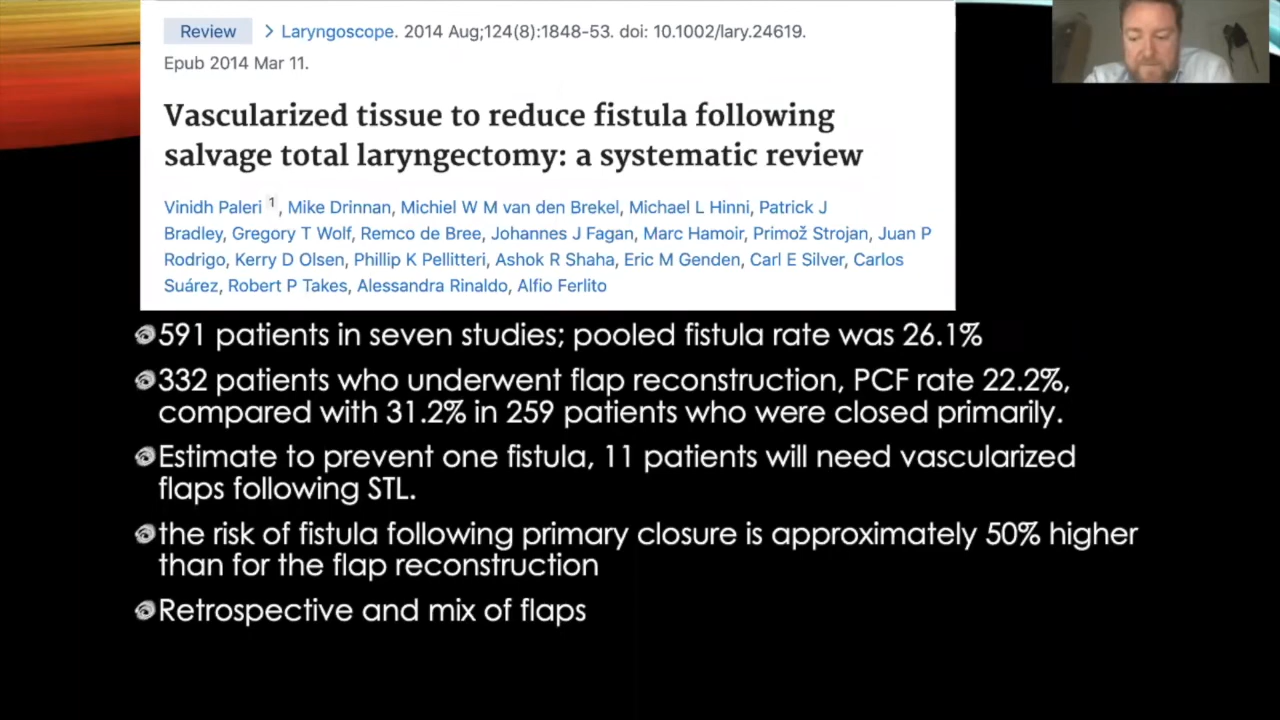 Review > Laryngoscope. 2014 Aug;124(8):1848-53. doi: 10.1002/lary.24619.
Epub 2014 Mar 11.
Vascularized tissue to reduce fistula following
salvage total laryngectomy: a systematic review
Vinidh Paleri 1, Mike Drinnan, Michiel W M van den Brekel, Michael L Hinni, Patrick J
Bradley, Gregory T Wolf, Remco de Bree, Johannes J Fagan, Marc Hamoir, Primož Strojan, Juan P
Rodrigo, Kerry D Olsen, Phillip K Pellitteri, Ashok R Shaha, Eric M Genden, Carl E Silver, Carlos
Suárez, Robert P Takes, Alessandra Rinaldo, Alfio Ferlito
591 patients in seven studies; pooled fistula rate was 26.1%
332 patients who underwent flap reconstruction, PCF rate 22.2%,
compared with 31.2% in 259 patients who were closed primarily.
Estimate to prevent one fistula, 11 patients will need vascularized
flaps following STL.
the risk of fistula following primary closure is approximately 50% higher
than for the flap reconstruction
Retrospective and mix of flaps